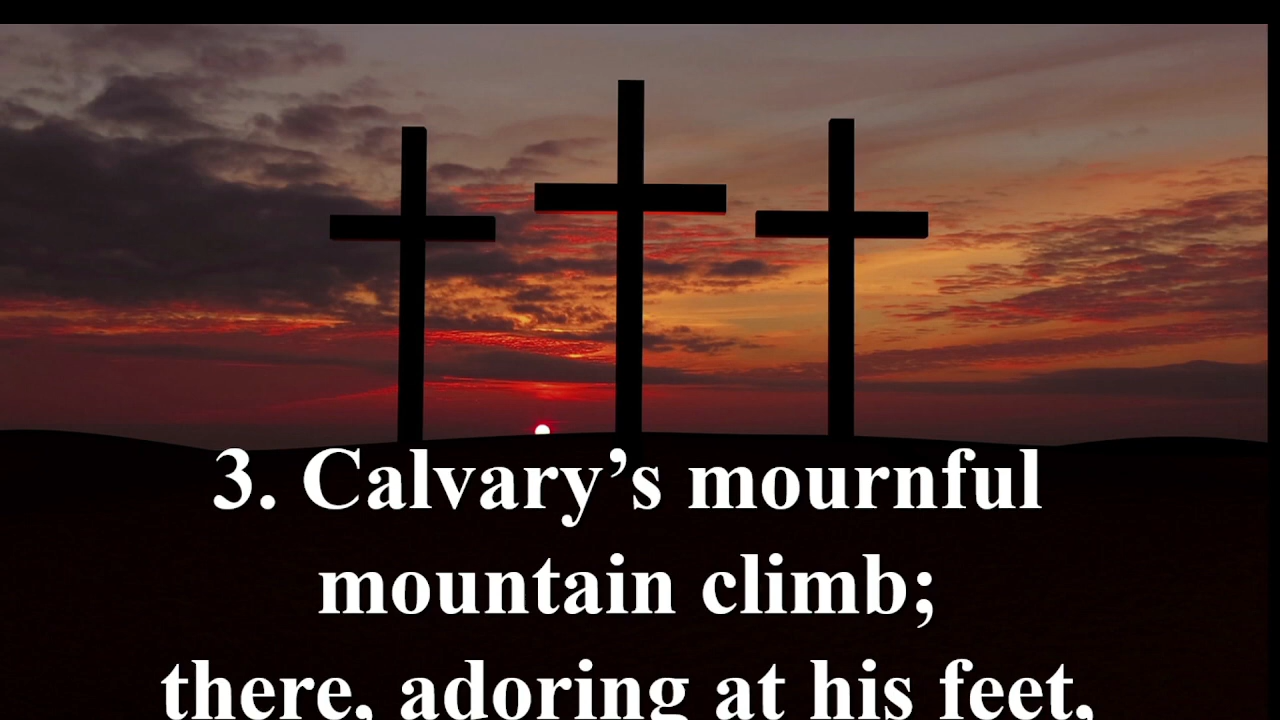 3. Calvary’s mournful
mountain climb;
there, adoring at his feet,